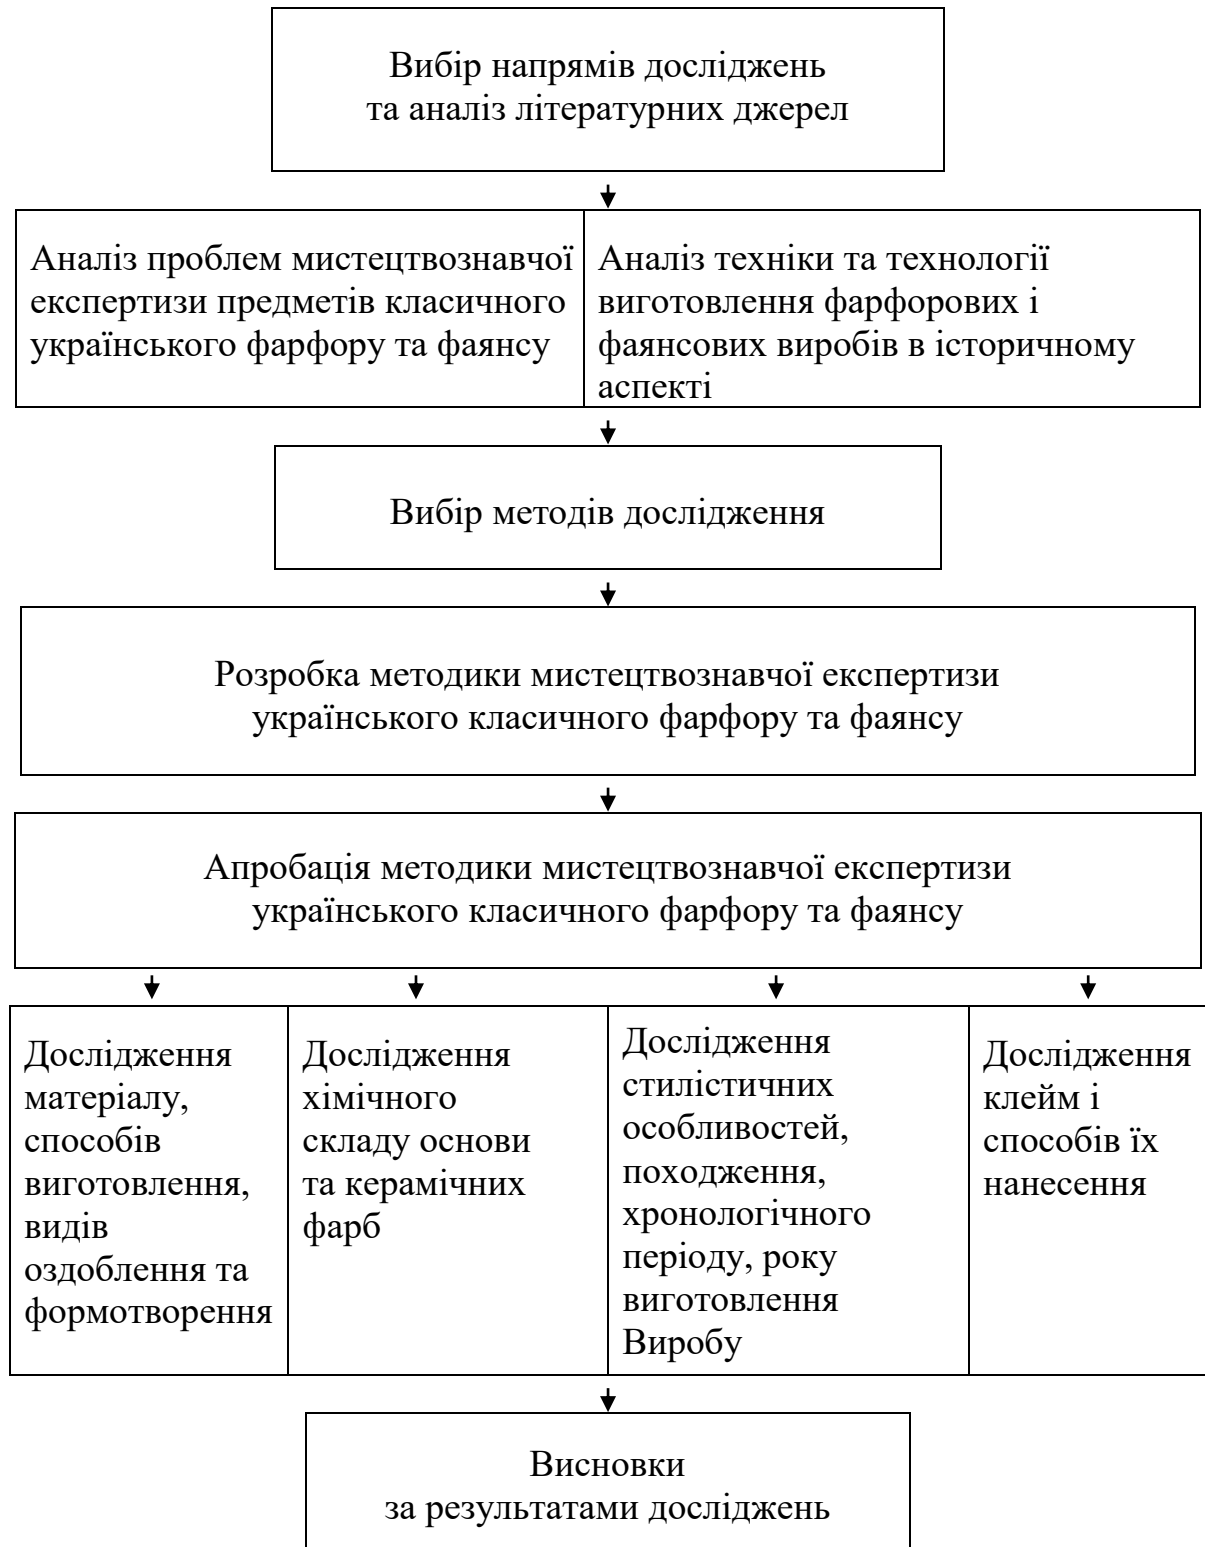 Вибір напрямів досліджень
та аналіз літературних джерел
Аналіз проблем мистецтвознавчої
експертизи предметів класичного
українського фарфору та фаянсу
Аналіз техніки та технології
виготовлення фарфорових і
фаянсових виробів в історичному
аспекті
Вибір методів дослідження
Розробка методики мистецтвознавчої експертизи
українського класичного фарфору та фаянсу
Апробація методики мистецтвознавчої експертизи
українського класичного фарфору та фаянсу
Дослідження
матеріалу,
способів
виготовлення,
видів
оздоблення та
формотворення
Дослідження
хімічного
складу основи
та керамічних
фарб
Дослідження
стилістичних
особливостей,
походження,
хронологічного
періоду, року
виготовлення
Виробу
Дослідження
клейм і
способів їх
нанесення
Висновки
за результатами досліджень